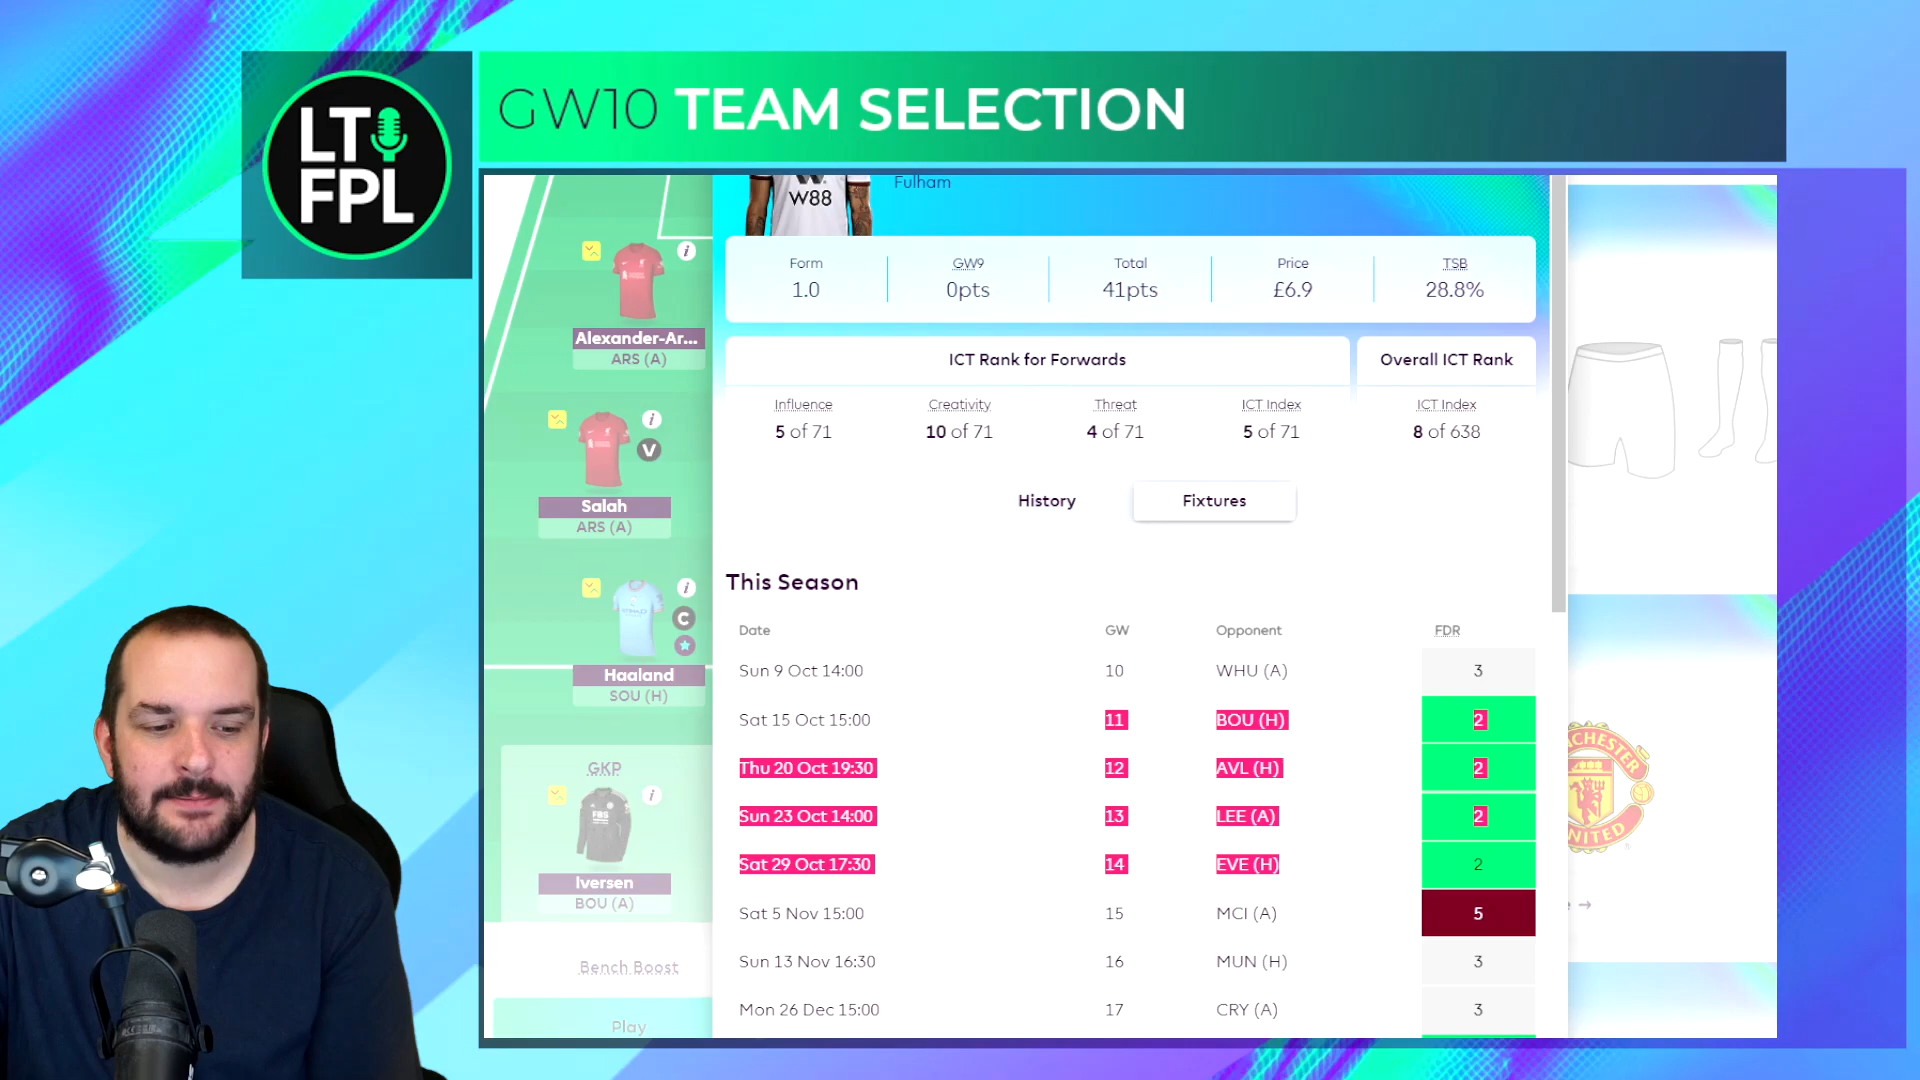 LT
FPL
GW10 TEAM SELECTION
W88
Fulham
Form
1.0
GW9
0pts
Total
41pts
Price
£6.9
TSB
28.8%
ICT Rank for Forwards
Overall ICT Rank
Influence
5 of 71
Creativity
10 of 71
Threat
4 of 71
ICT Index
5 of 71
ICT Index
8 of 638
History
Fixtures
This Season
Date GW Opponent FDR
Sun 9 Oct 14:00 10 WHU (A) 3
Sat 15 Oct 15:00 11 BOU (H) 2
Thu 20 Oct 19:30 12 AVL (H) 2
Sun 23 Oct 14:00 13 LEE (A) 2
Sat 29 Oct 17:30 14 EVE (H) 2
Sat 5 Nov 15:00 15 MCI (A) 5
Sun 13 Nov 16:30 16 MUN (H) 3
Mon 26 Dec 15:00 17 CRY (A) 3
i
Alexander-Ar...
ARS (A)
i
V
Salah
ARS (A)
i
C
Haaland
SOU (H)
GKP
i
FBS
Iversen
BOU (A)
Bench Boost
Play
MANCHESTER
UNITED
→